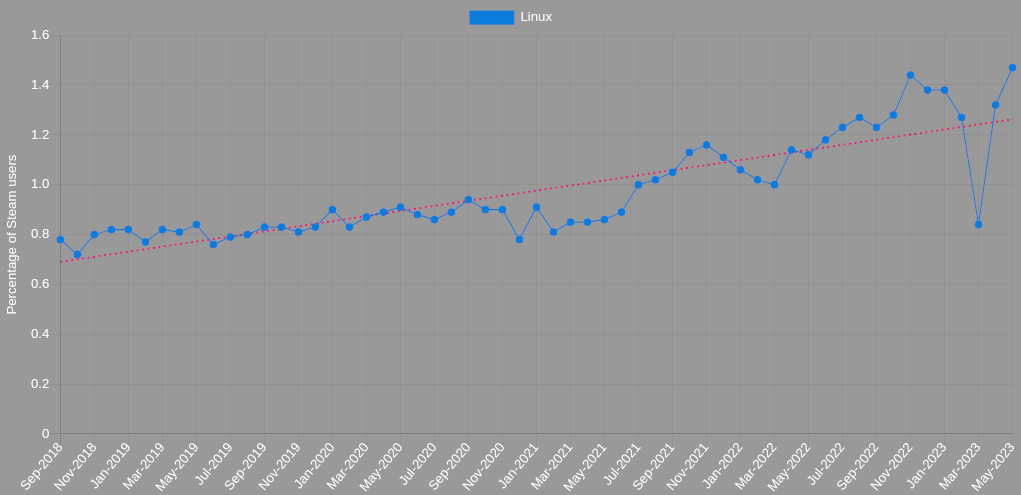 Linux
Percentage of Steam users
1.6
1.4
1.2
1.0
0.8
0.6
0.4
0.2
0
Sep-2018
Nov-2018
Jan-2019
Mar-2019
May-2019
Jul-2019
Sep-2019
Nov-2019
Jan-2020
Mar-2020
May-2020
Jul-2020
Sep-2020
Nov-2020
Jan-2021
Mar-2021
May-2021
Jul-2021
Sep-2021
Nov-2021
Jan-2022
Mar-2022
May-2022
Jul-2022
Sep-2022
Nov-2022
Jan-2023
Mar-2023
May-2023